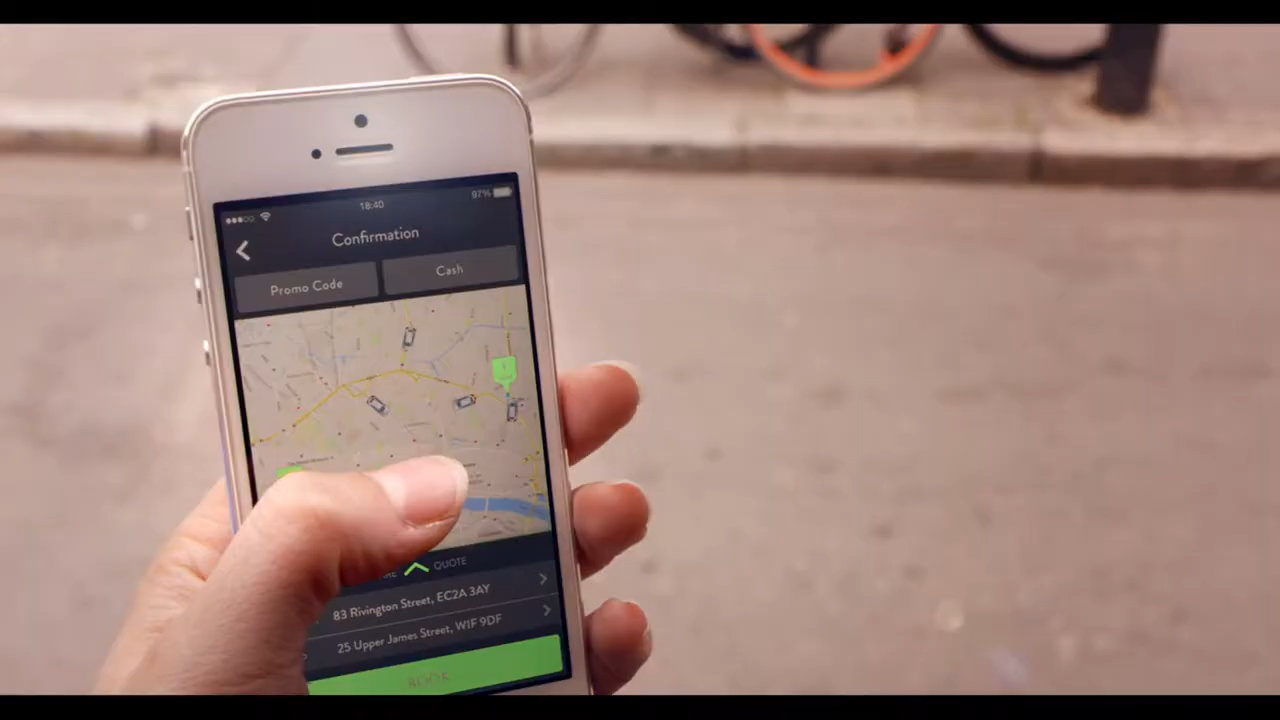 97%
18:40
Confirmation
Promo Code
Cash
QUOTE
83 Rivington Street, EC2A 3AY
25 Upper James Street, W1F 9DF
BOOK